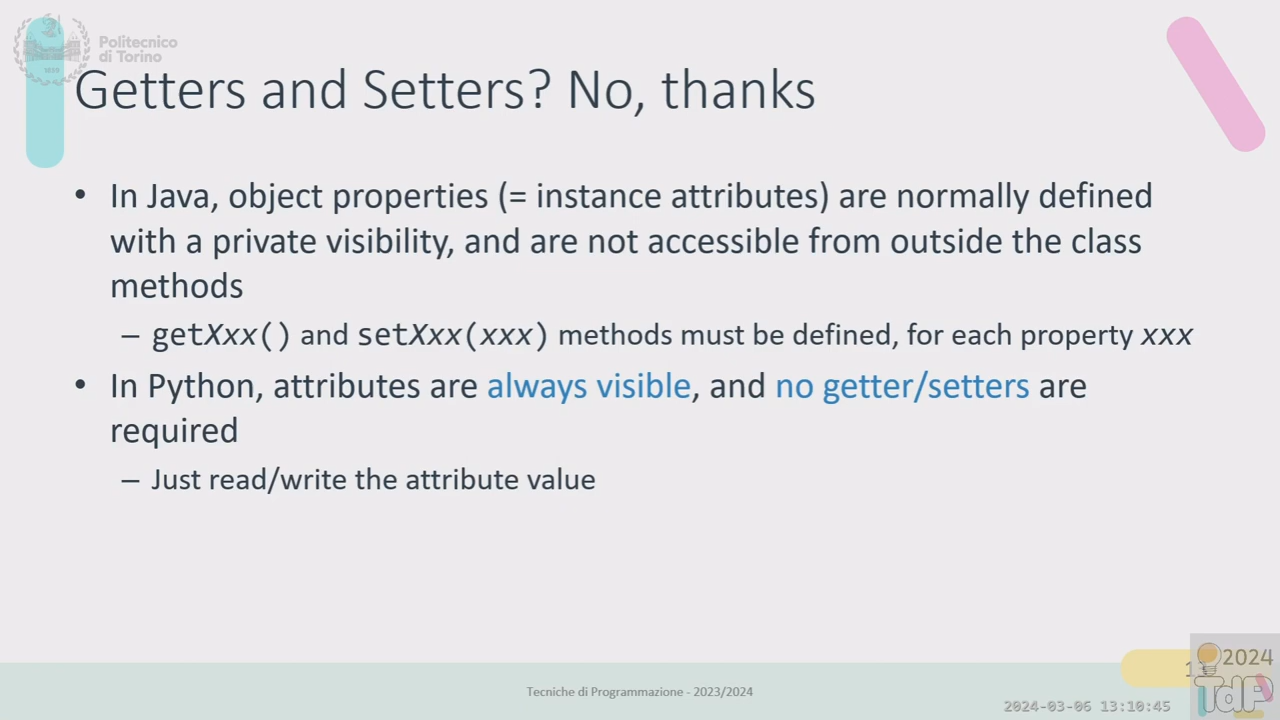 Politecnico
di Torino
Getters and Setters? No, thanks
• In Java, object properties (= instance attributes) are normally defined
with a private visibility, and are not accessible from outside the class
methods
– getXxx() and setXxx(xxx) methods must be defined, for each property xxx
• In Python, attributes are always visible, and no getter/setters are
required
– Just read/write the attribute value
Tecniche di Programmazione - 2023/2024
2024-03-06 13:10:45
2024
TdP